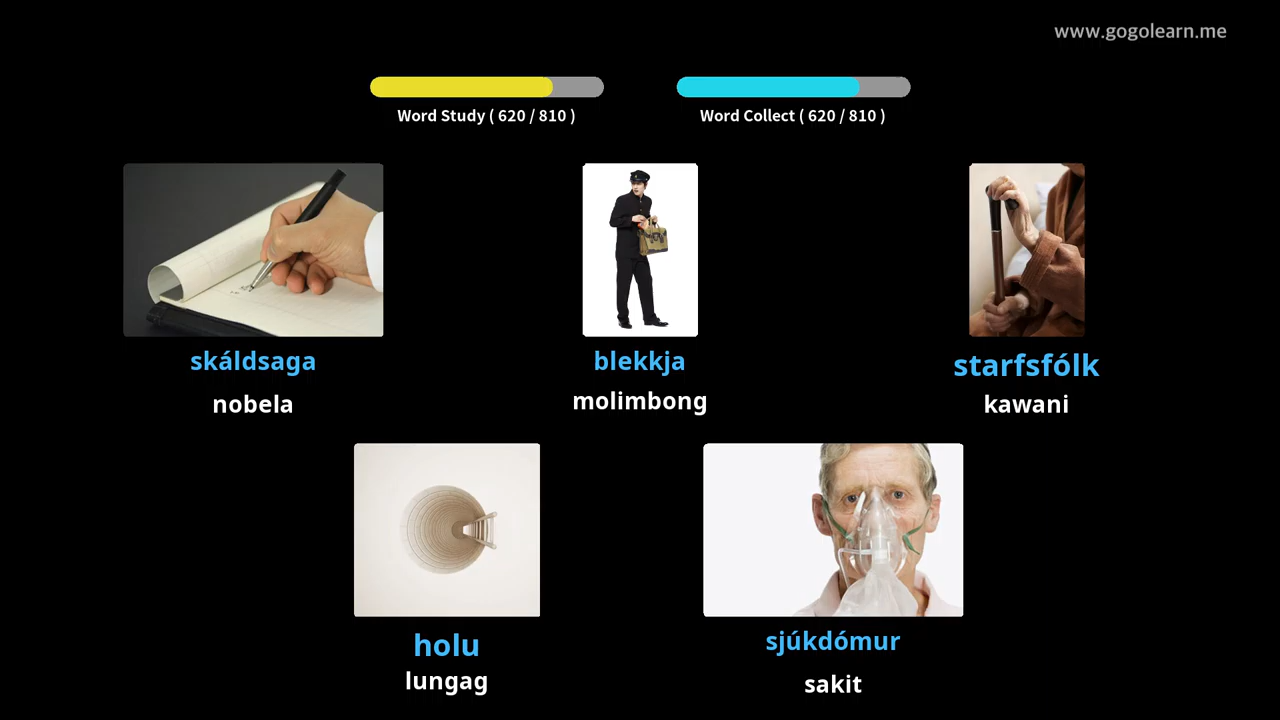 www.gogolearn.me
Word Study ( 620 / 810 )
Word Collect ( 620 / 810 )
skáldsaga
nobela
blekkja
molimbong
starfsfólk
kawani
holu
lungag
sjúkdómur
sakit